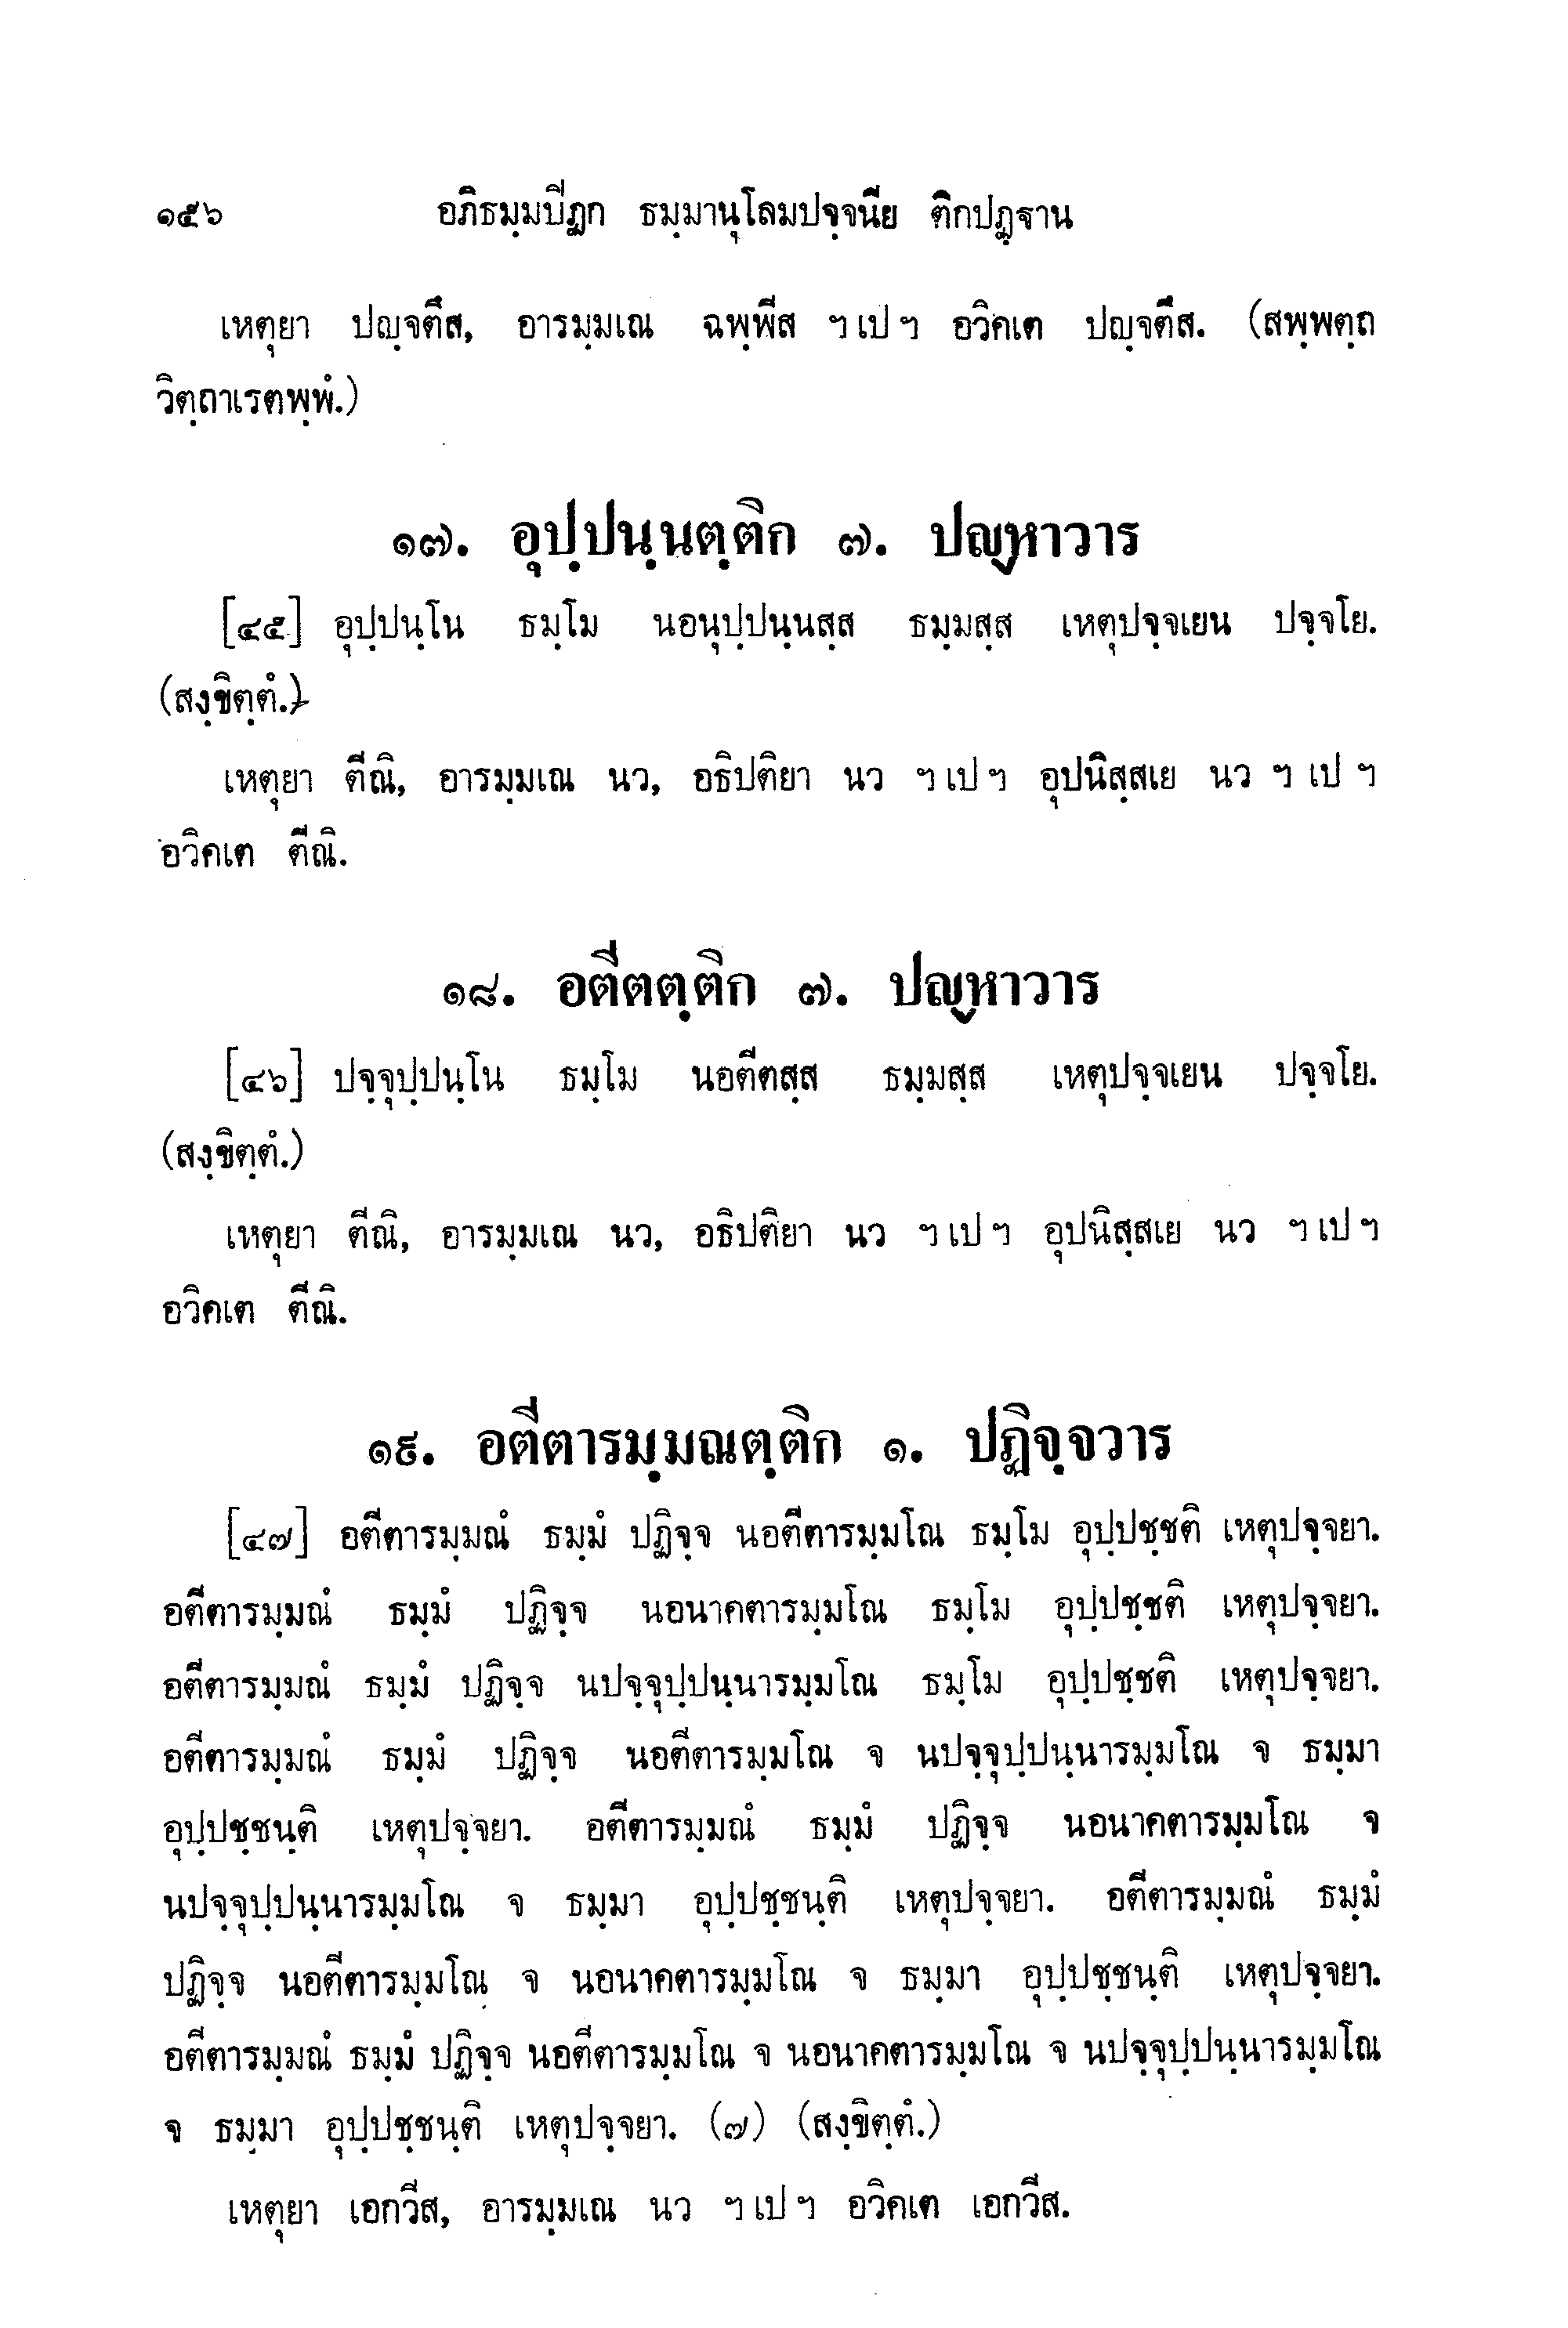 ๑๕๖ อภิธมฺมปิฏก ธมฺมานุโลมปจฺจนีย ติกปฏฺฐาน
เหตุยา ปญฺจตึส, อารมฺมเณ ฉพฺพีส ฯ เป ฯ อวิคเต ปญฺจตึส. (สพฺพตฺถ
วิตฺถาเรตพฺพํ.)
๑๗. อุปฺปนฺนตฺติก ๗. ปญฺหาวาร
[๔๕] อุปฺปนฺโน ธมฺโม นอนุปฺปนฺนสฺส ธมฺมสฺส เหตุปจฺจเยน ปจฺจโย.
(สงฺขิตฺตํ.)
เหตุยา ตีณิ, อารมฺมเณ นว, อธิปติยา นว ฯ เป ฯ อุปนิสฺสเย นว ฯ เป ฯ
อวิคเต ตีณิ.
๑๘. อตีตตฺติก ๗. ปญฺหาวาร
[๔๖] ปจฺจุปฺปนฺโน ธมฺโม นอตีตสฺส ธมฺมสฺส เหตุปจฺจเยน ปจฺจโย.
(สงฺขิตฺตํ.)
เหตุยา ตีณิ, อารมฺมเณ นว, อธิปติยา นว ฯ เป ฯ อุปนิสฺสเย นว ฯ เป ฯ
อวิคเต ตีณิ.
๑๙. อตีตารมฺมณตฺติก ๑. ปฏิจฺจวาร
[๔๗] อตีตารมฺมณํ ธมฺมํ ปฏิจฺจ นอตีตารมฺมโณ ธมฺโม อุปฺปชฺชติ เหตุปจฺจยา.
อตีตารมฺมณํ ธมฺมํ ปฏิจฺจ นอนาคตารมฺมโณ ธมฺโม อุปฺปชฺชติ เหตุปจฺจยา.
อตีตารมฺมณํ ธมฺมํ ปฏิจฺจ นปจฺจุปฺปนฺนารมฺมโณ ธมฺโม อุปฺปชฺชติ เหตุปจฺจยา.
อตีตารมฺมณํ ธมฺมํ ปฏิจฺจ นอตีตารมฺมโณ จ นปจฺจุปฺปนฺนารมฺมโณ จ ธมฺมา
อุปฺปชฺชนฺติ เหตุปจฺจยา. อตีตารมฺมณํ ธมฺมํ ปฏิจฺจ นอนาคตารมฺมโณ จ
นปจฺจุปฺปนฺนารมฺมโณ จ ธมฺมา อุปฺปชฺชนฺติ เหตุปจฺจยา. อตีตารมฺมณํ ธมฺมํ
ปฏิจฺจ นอตีตารมฺมโณ จ นอนาคตารมฺมโณ จ ธมฺมา อุปฺปชฺชนฺติ เหตุปจฺจยา.
อตีตารมฺมณํ ธมฺมํ ปฏิจฺจ นอตีตารมฺมโณ จ นอนาคตารมฺมโณ จ นปจฺจุปฺปนฺนารมฺมโณ
จ ธมฺมา อุปฺปชฺชนฺติ เหตุปจฺจยา. (๗) (สงฺขิตฺตํ.)
เหตุยา เอกวีส, อารมฺมเณ นว ฯ เป ฯ อวิคเต เอกวีส.